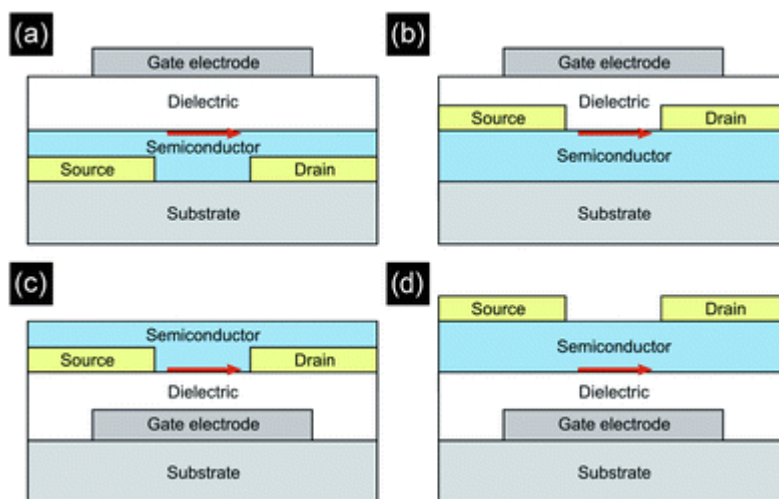 (a)
Gate electrode
Dielectric
Semiconductor
Source Drain
Substrate
(b)
Gate electrode
Dielectric
Source Drain
Semiconductor
Substrate
(c)
Semiconductor
Source Drain
Dielectric
Gate electrode
Substrate
(d)
Source Drain
Semiconductor
Dielectric
Gate electrode
Substrate